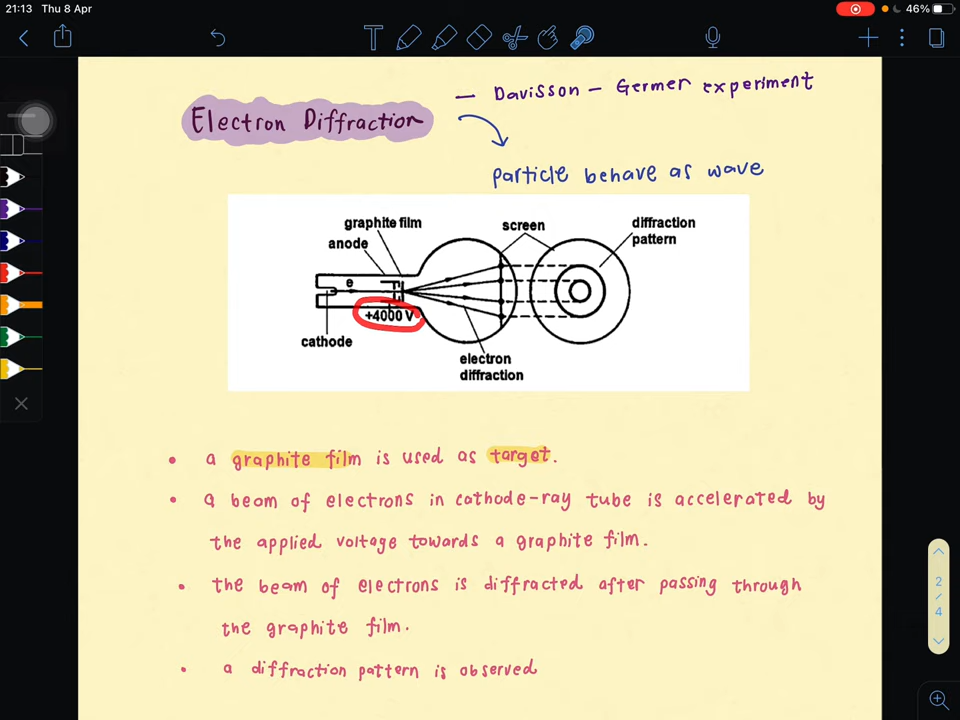 21:13 Thu 8 Apr
46%
Electron Diffraction
— Davisson – Germer experiment
particle behave as wave
graphite film
anode
screen
diffraction
pattern
e
+4000 V
cathode
electron
diffraction
• a graphite film is used as target.
• a beam of electrons in cathode-ray tube is accelerated by
the applied voltage towards a graphite film.
• the beam of electrons is diffracted after passing through
the graphite film.
• a diffraction pattern is observed
2
/
4